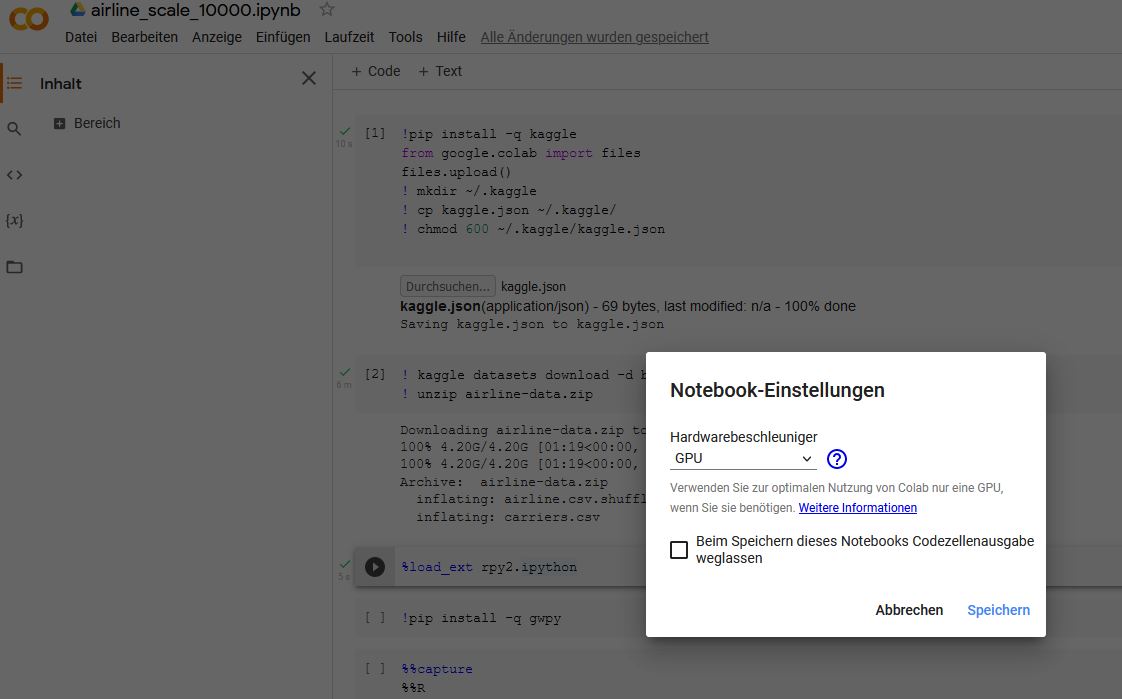 airline_scale_10000.ipynb
Datei Bearbeiten Anzeige Einfügen Laufzeit Tools Hilfe Alle Änderungen wurden gespeichert
Inhalt
+ Code + Text
Bereich
[1] !pip install -q kaggle
10 s
from google.colab import files
files.upload()
! mkdir ~/.kaggle
<>
! cp kaggle.json ~/.kaggle/
{x}
! chmod 600 ~/.kaggle/kaggle.json
Durchsuchen... kaggle.json
kaggle.json(application/json) - 69 bytes, last modified: n/a - 100% done
Saving kaggle.json to kaggle.json
[2] ! kaggle datasets download -d
6 m
! unzip airline-data.zip
Downloading airline-data.zip to
100% 4.20G/4.20G [01:19<00:00,
100% 4.20G/4.20G [01:19<00:00,
Archive: airline-data.zip
inflating: airline.csv.shuffl
inflating: carriers.csv
%load_ext rpy2.ipython
5 s
[ ] !pip install -q gwpy
[ ] %%capture
%%R
Notebook-Einstellungen
Hardwarebeschleuniger
GPU
?
Verwenden Sie zur optimalen Nutzung von Colab nur eine GPU,
wenn Sie sie benötigen. Weitere Informationen
Beim Speichern dieses Notebooks Codezellenausgabe
weglassen
Abbrechen Speichern